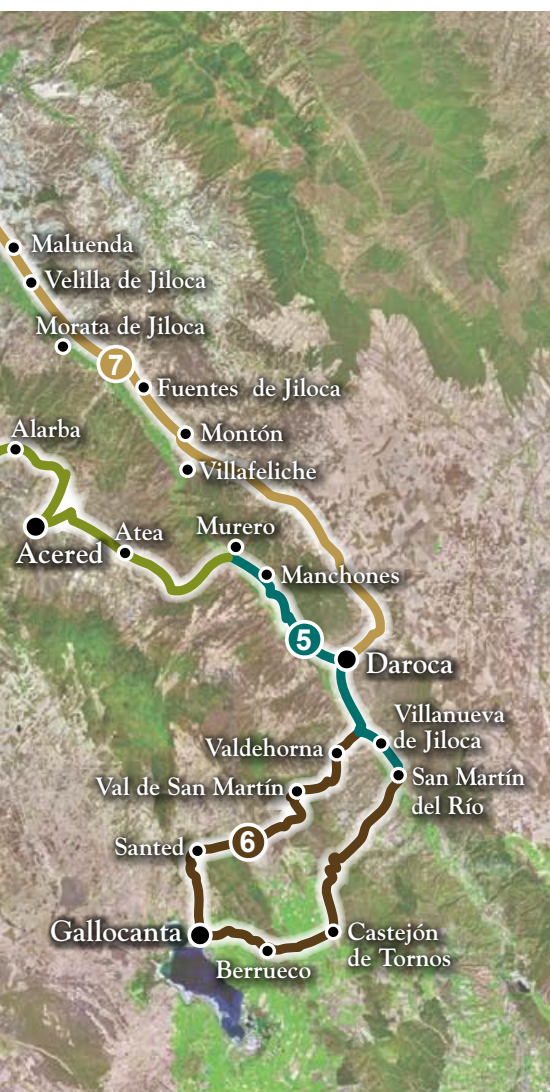 Maluenda
Velilla de Jiloca
Morata de Jiloca
7
Fuentes de Jiloca
Alarba
Montón
Villafeliche
Murero
Acered
Atea
Manchones
5
Daroca
Villanueva
de Jiloca
Valdehorna
San Martín
del Río
Val de San Martín
6
Santed
Gallocanta
Castejón
de Tornos
Berrueco